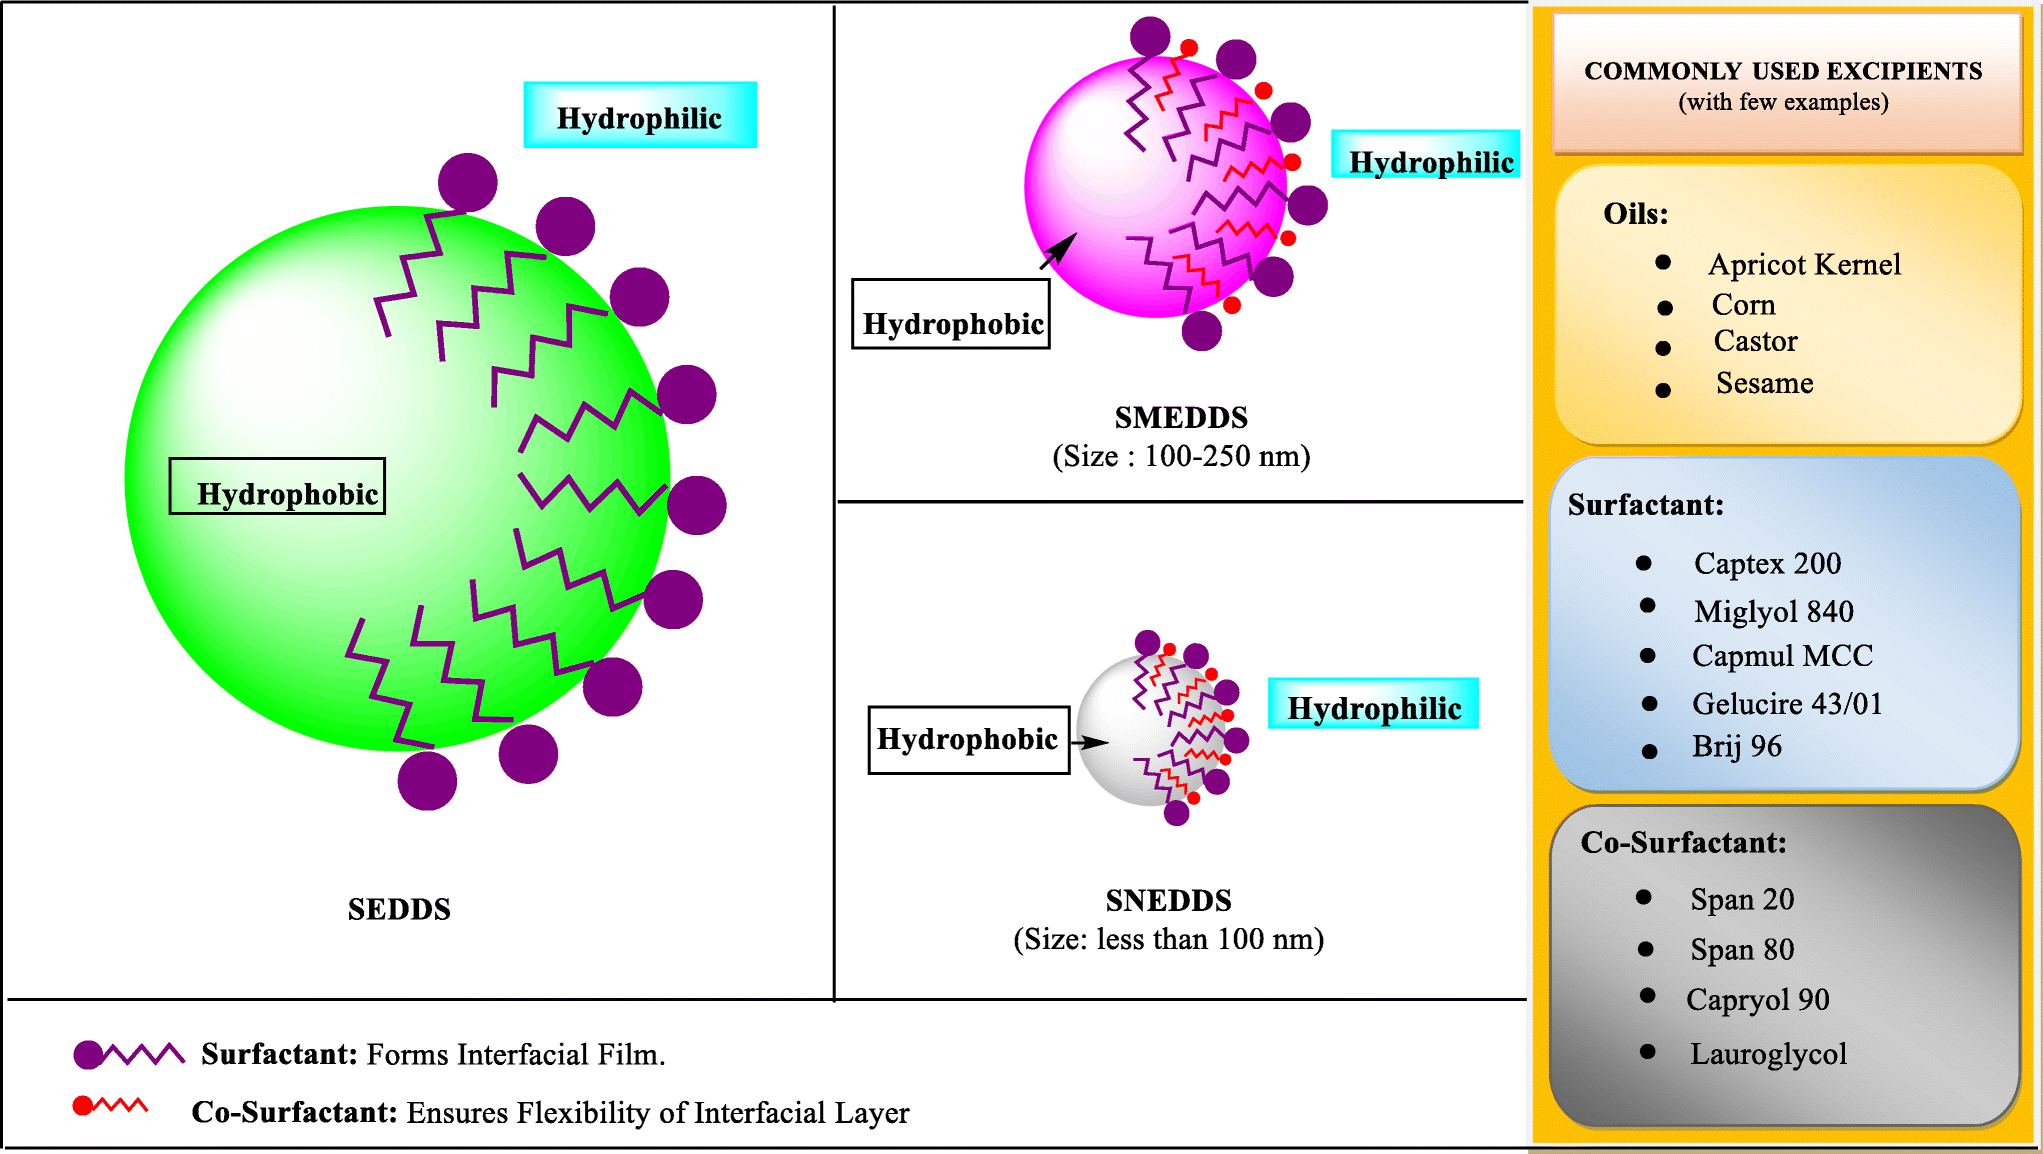 Hydrophilic
Hydrophobic
SEDDS
Hydrophilic
Hydrophobic
SMEDDS
(Size : 100-250 nm)
Hydrophilic
Hydrophobic
SNEDDS
(Size: less than 100 nm)
Surfactant: Forms Interfacial Film.
Co-Surfactant: Ensures Flexibility of Interfacial Layer
COMMONLY USED EXCIPIENTS
(with few examples)
Oils:
• Apricot Kernel
• Corn
• Castor
• Sesame
Surfactant:
• Captex 200
• Miglyol 840
• Capmul MCC
• Gelucire 43/01
• Brij 96
Co-Surfactant:
• Span 20
• Span 80
• Capryol 90
• Lauroglycol